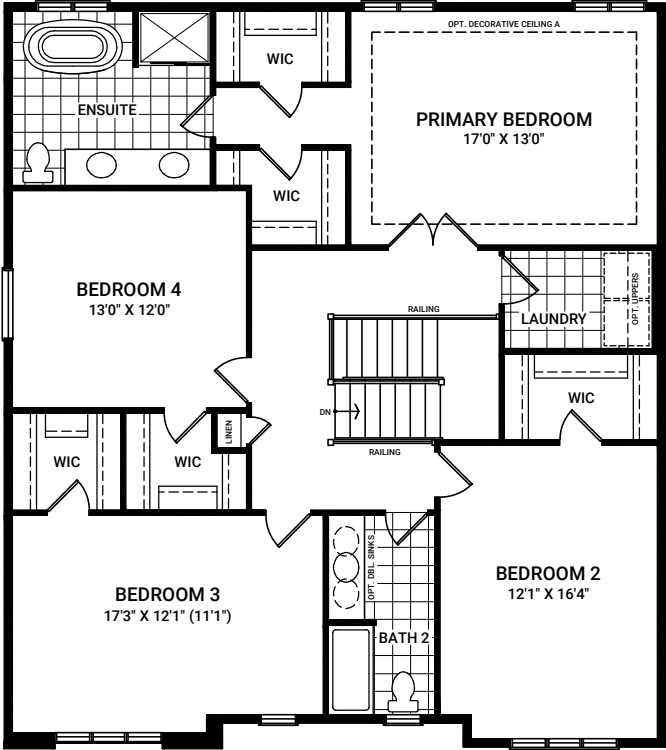 OPT. DECORATIVE CEILING A
WIC
ENSUITE
PRIMARY BEDROOM
17'0" X 13'0"
WIC
BEDROOM 4
13'0" X 12'0"
OPT. UPPERS
RAILING
LAUNDRY
WIC
DN
LINEN
RAILING
WIC
WIC
OPT. DBL. SINKS
BEDROOM 2
12'1" X 16'4"
BEDROOM 3
17'3" X 12'1" (11'1")
BATH 2